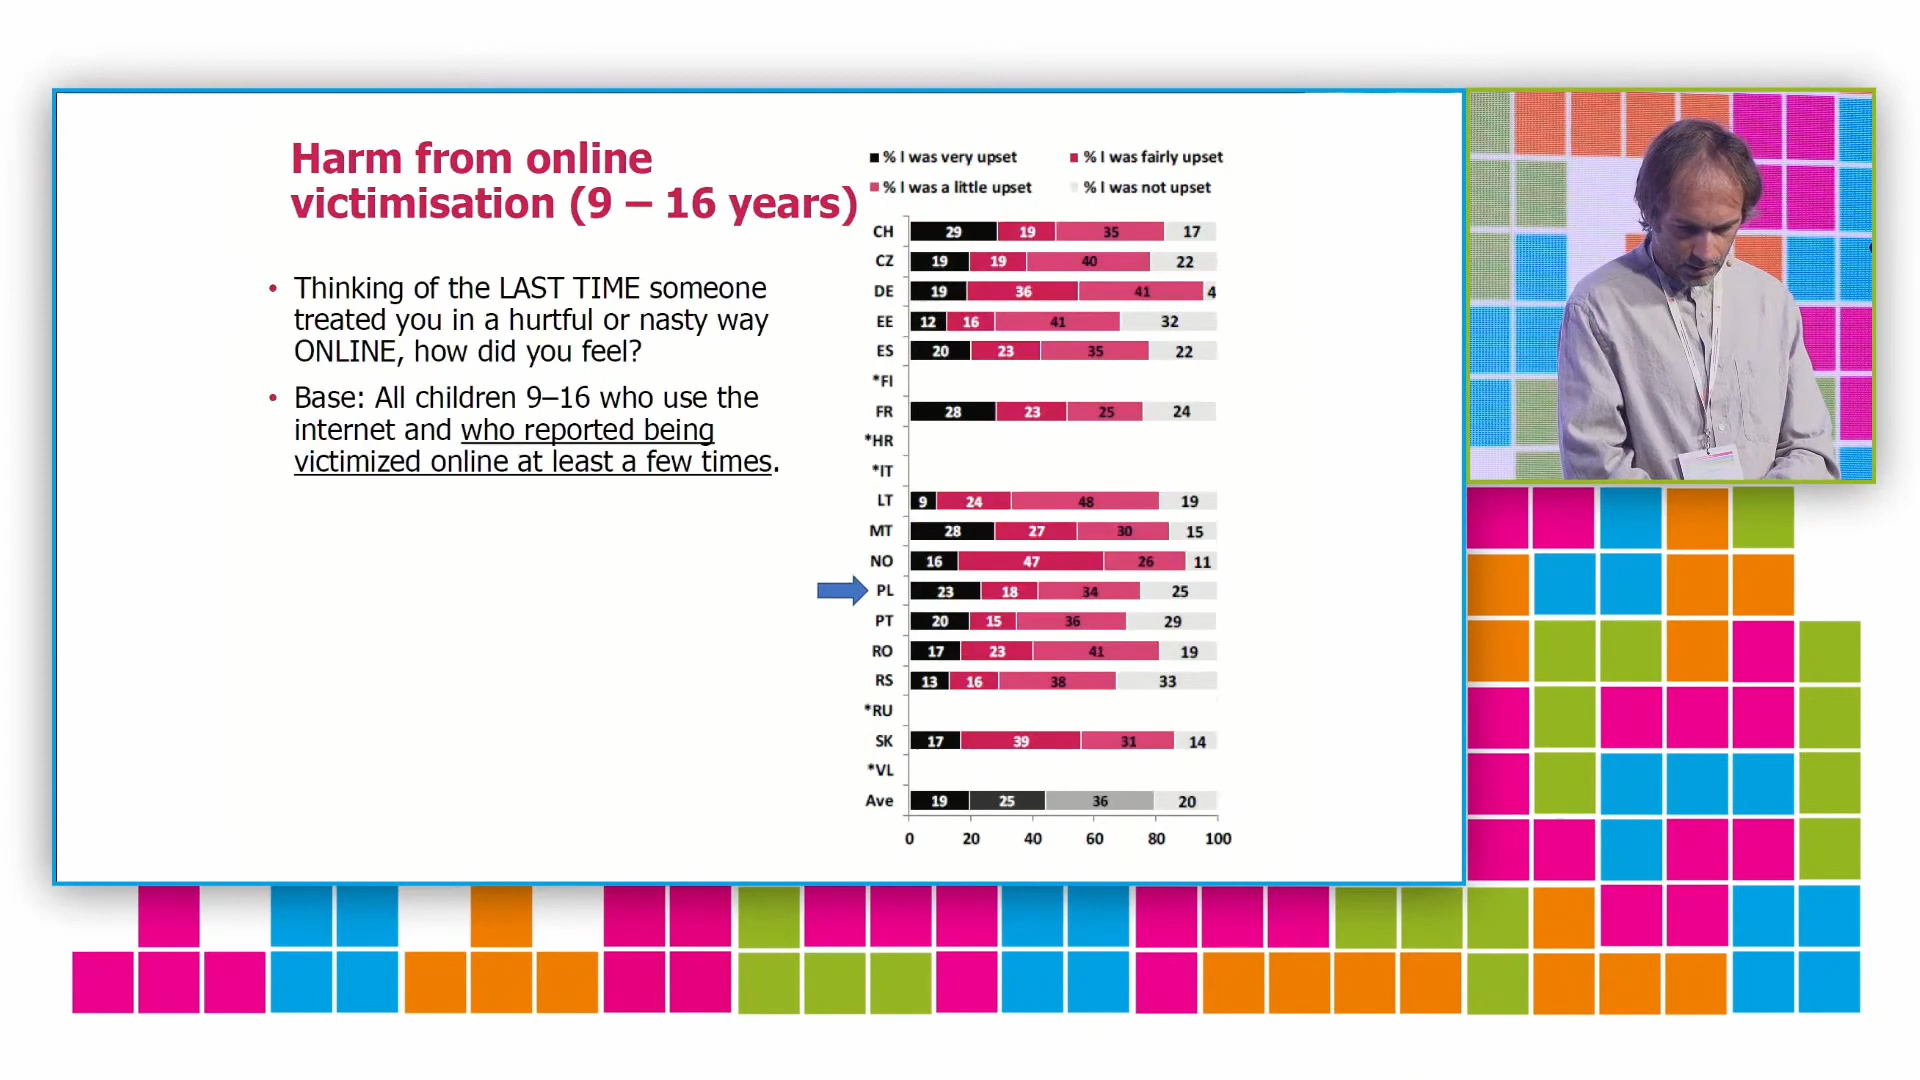 Harm from online
victimisation (9 – 16 years)
• Thinking of the LAST TIME someone
treated you in a hurtful or nasty way
ONLINE, how did you feel?
• Base: All children 9–16 who use the
internet and who reported being
victimized online at least a few times.
% I was very upset % I was fairly upset
% I was a little upset % I was not upset
CH 29 19 35 17
CZ 19 19 40 22
DE 19 36 41 4
EE 12 16 41 32
ES 20 23 35 22
*FI
FR 28 23 25 24
*HR
*IT
LT 9 24 48 19
MT 28 27 30 15
NO 16 47 26 11
PL 23 18 34 25
PT 20 15 36 29
RO 17 23 41 19
RS 13 16 38 33
*RU
SK 17 39 31 14
*VL
Ave 19 25 36 20
0 20 40 60 80 100